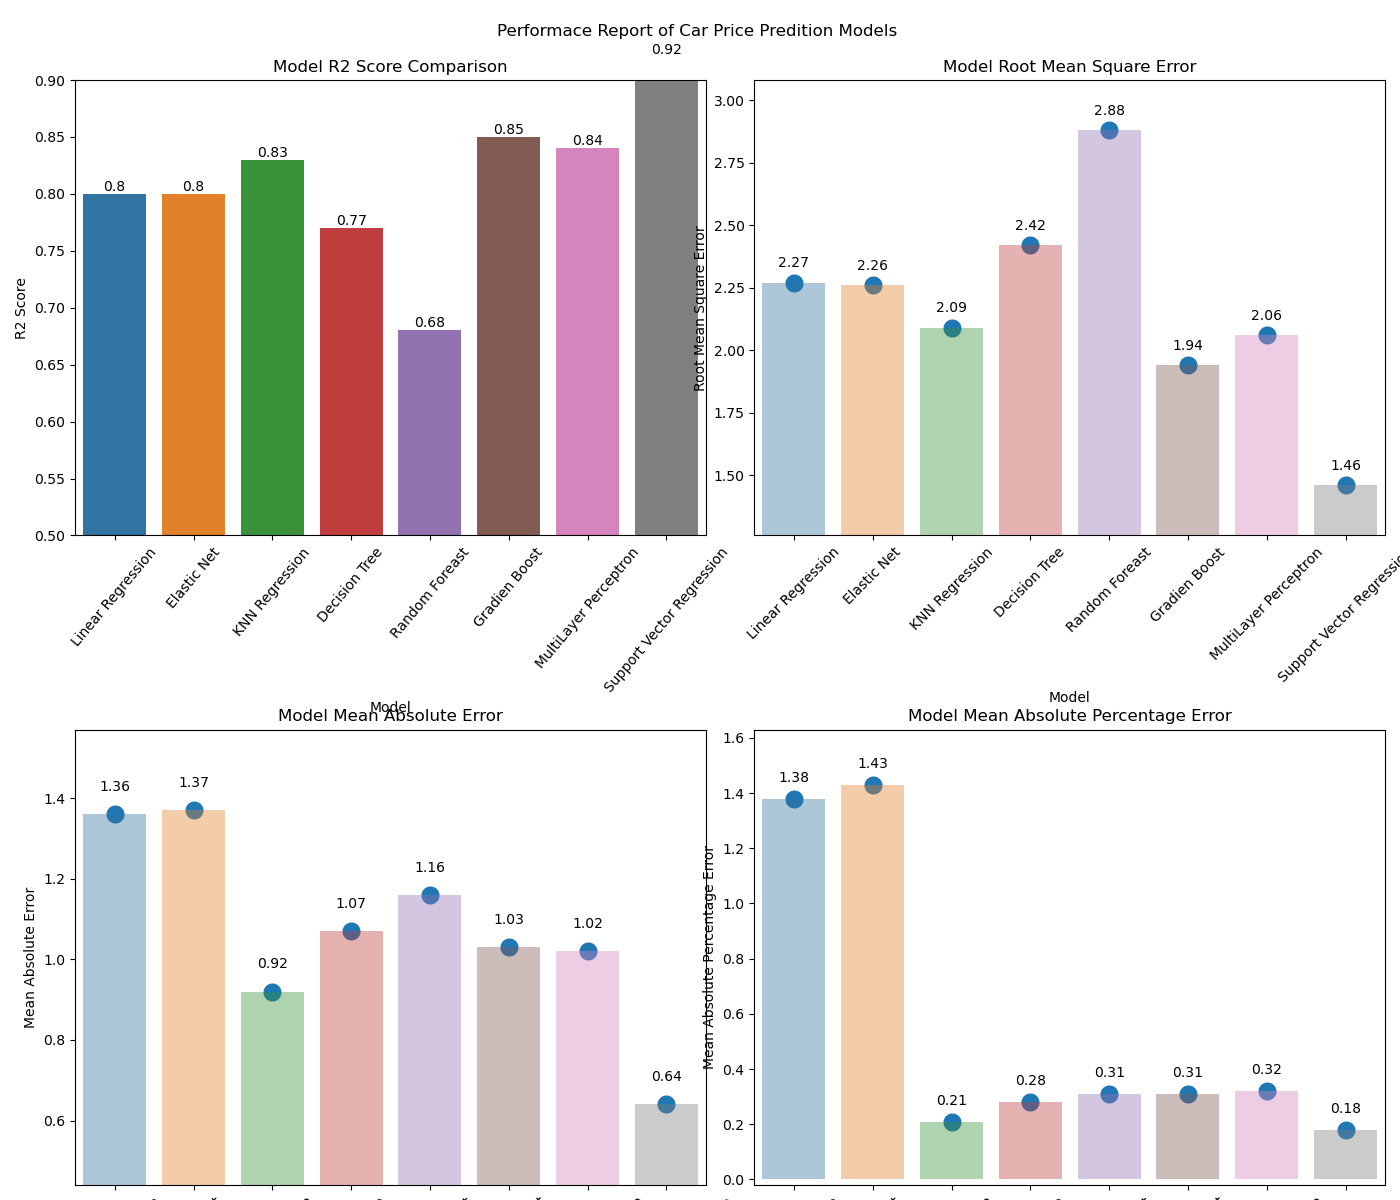 Performace Report of Car Price Predition Models
Model R2 Score Comparison
R2 Score
0.90
0.85
0.80
0.75
0.70
0.65
0.60
0.55
0.50
0.8
0.8
0.83
0.77
0.68
0.85
0.84
0.92
Linear Regression
Elastic Net
KNN Regression
Decision Tree
Random Foreast
Gradien Boost
MultiLayer Perceptron
Support Vector Regression
Model
Model Root Mean Square Error
Root Mean Square Error
3.00
2.75
2.50
2.25
2.00
1.75
1.50
2.27
2.26
2.09
2.42
2.88
1.94
2.06
1.46
Linear Regression
Elastic Net
KNN Regression
Decision Tree
Random Foreast
Gradien Boost
MultiLayer Perceptron
Support Vector Regressio
Model
Model Mean Absolute Error
Mean Absolute Error
1.4
1.2
1.0
0.8
0.6
1.36
1.37
0.92
1.07
1.16
1.03
1.02
0.64
Model Mean Absolute Percentage Error
Mean Absolute Percentage Error
1.6
1.4
1.2
1.0
0.8
0.6
0.4
0.2
0.0
1.38
1.43
0.21
0.28
0.31
0.31
0.32
0.18